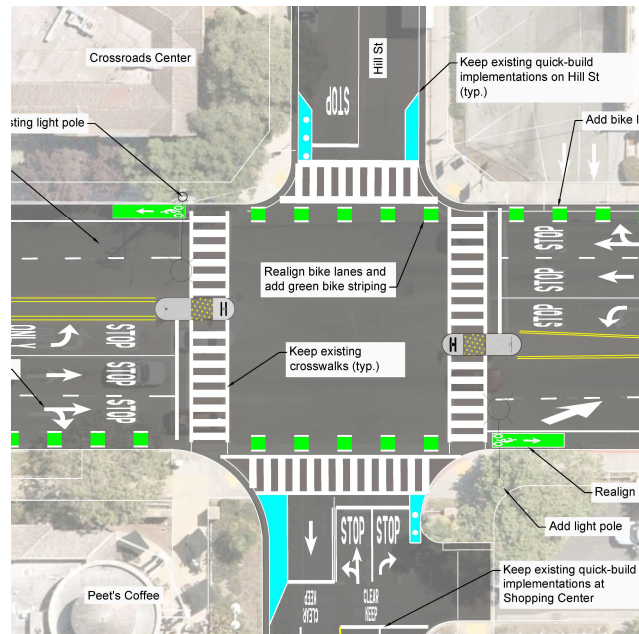 Crossroads Center
Hill St
Keep existing quick-build
implementations on Hill St
(typ.)
sting light pole
Add bike l
STOP
STOP
STOP
STOP
Realign bike lanes and
add green bike striping
ONLY
STOP
STOP
STOP
Keep existing
crosswalks (typ.)
Realign
Add light pole
STOP
STOP
Keep existing quick-build
implementations at
Shopping Center
Peet's Coffee
KEEP
CLEAR
CLEAR
KEEP